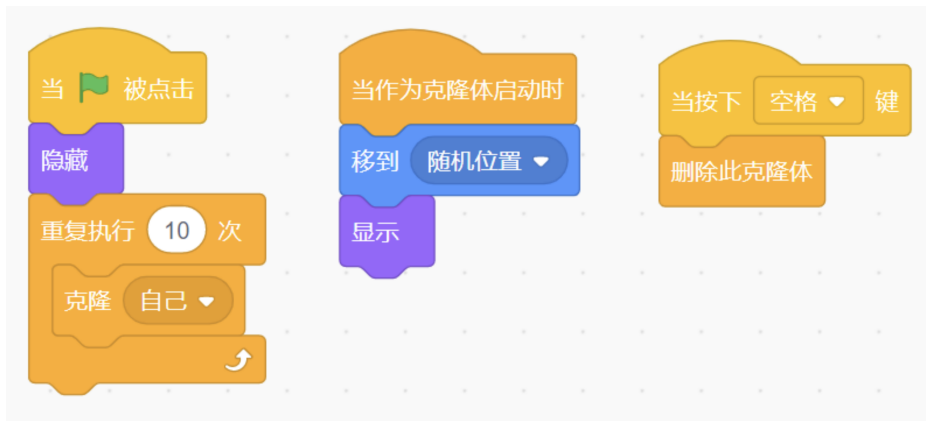 当 被点击
隐藏
重复执行 10 次
克隆 自己
当作为克隆体启动时
移到 随机位置
显示
当按下 空格 键
删除此克隆体